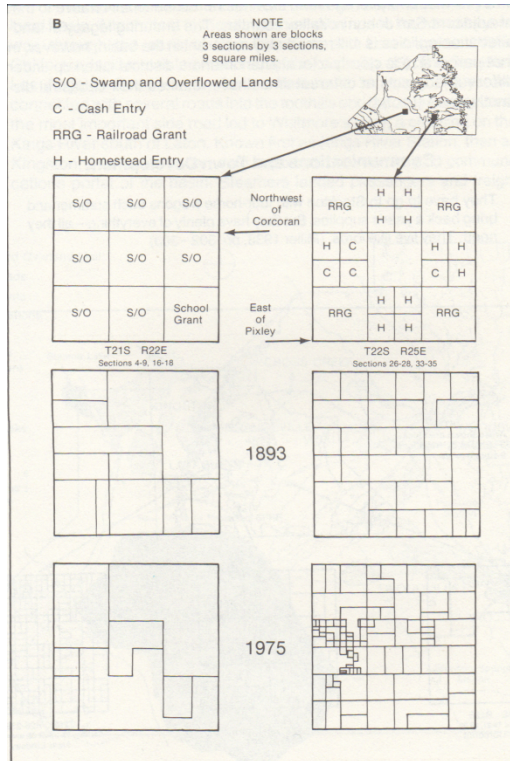 B
NOTE
Areas shown are blocks
3 sections by 3 sections,
9 square miles.
S/O - Swamp and Overflowed Lands
C - Cash Entry
RRG - Railroad Grant
H - Homestead Entry
S/O S/O S/O
S/O S/O S/O
S/O S/O School
Grant
Northwest
of
Corcoran
East
of
Pixley
RRG H H RRG
H H
H C C H
C C H
RRG H H RRG
H H
T21S R22E
Sections 4-9, 16-18
T22S R25E
Sections 26-28, 33-35
1893
1975